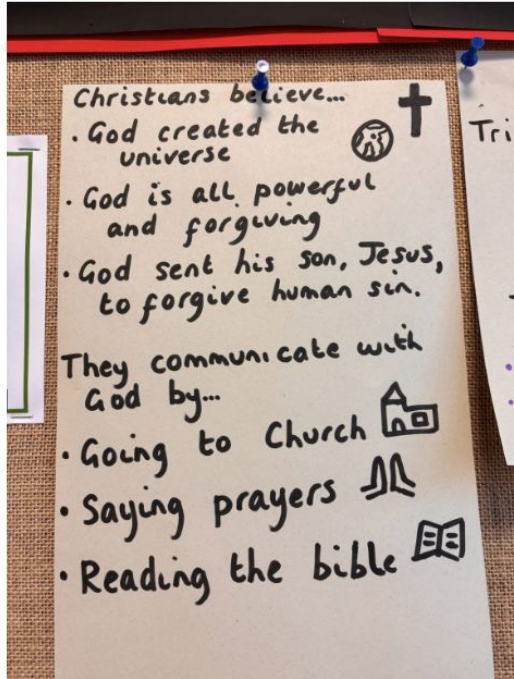 Christians believe...
· God created the
universe
· God is all powerful
and forgiving
· God sent his son, Jesus,
to forgive human sin.
They communicate with
God by...
· Going to Church
· Saying prayers
· Reading the bible
Tri